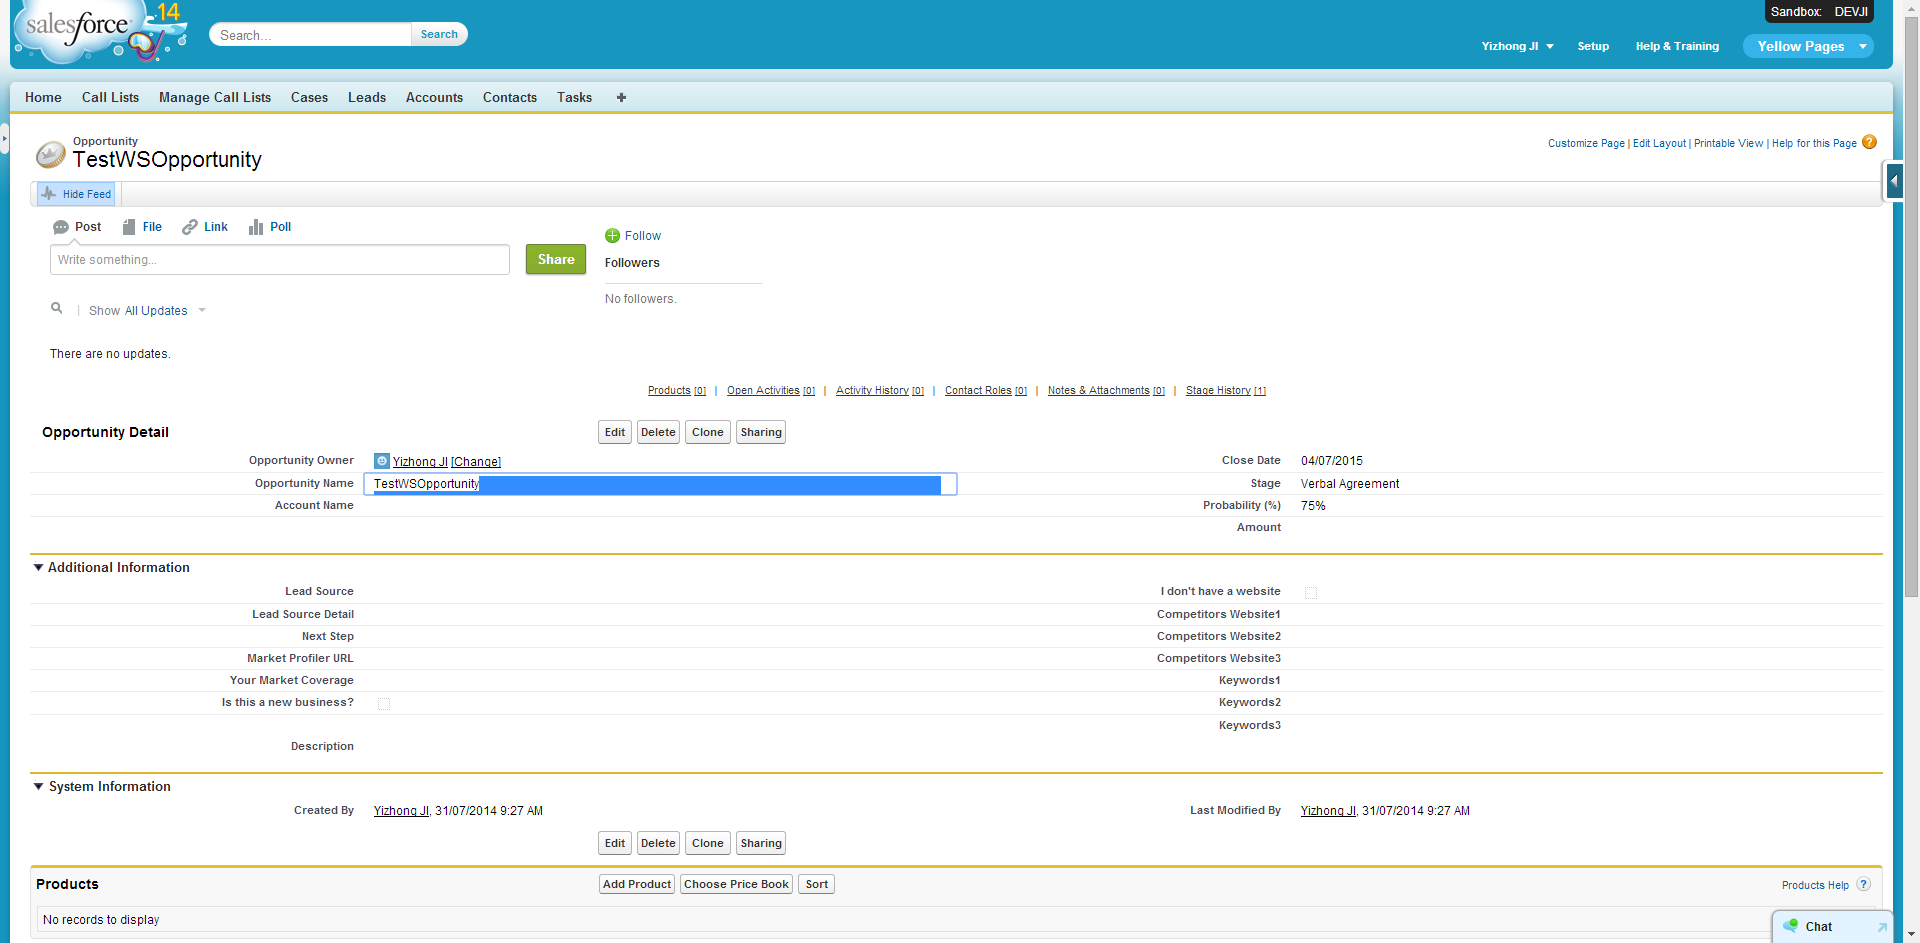 salesforce
'14
Search...
Search
Sandbox: DEVJI
Yizhong JI
Setup
Help & Training
Yellow Pages
Home
Call Lists
Manage Call Lists
Cases
Leads
Accounts
Contacts
Tasks
+
Opportunity
TestWSOpportunity
Customize Page | Edit Layout | Printable View | Help for this Page ?
Hide Feed
Post
File
Link
Poll
Write something...
Share
Follow
Followers
No followers.
Show All Updates
There are no updates.
Products [0] | Open Activities [0] | Activity History [0] | Contact Roles [0] | Notes & Attachments [0] | Stage History [1]
Opportunity Detail
Edit
Delete
Clone
Sharing
Opportunity Owner Yizhong JI [Change]
Close Date 04/07/2015
Opportunity Name TestWSOpportunity
Stage Verbal Agreement
Account Name
Probability (%) 75%
Amount
Additional Information
Lead Source
I don't have a website
Lead Source Detail
Competitors Website1
Next Step
Competitors Website2
Market Profiler URL
Competitors Website3
Your Market Coverage
Keywords1
Is this a new business?
Keywords2
Keywords3
Description
System Information
Created By Yizhong JI, 31/07/2014 9:27 AM
Last Modified By Yizhong JI, 31/07/2014 9:27 AM
Edit
Delete
Clone
Sharing
Products
Add Product
Choose Price Book
Sort
Products Help ?
No records to display
Chat